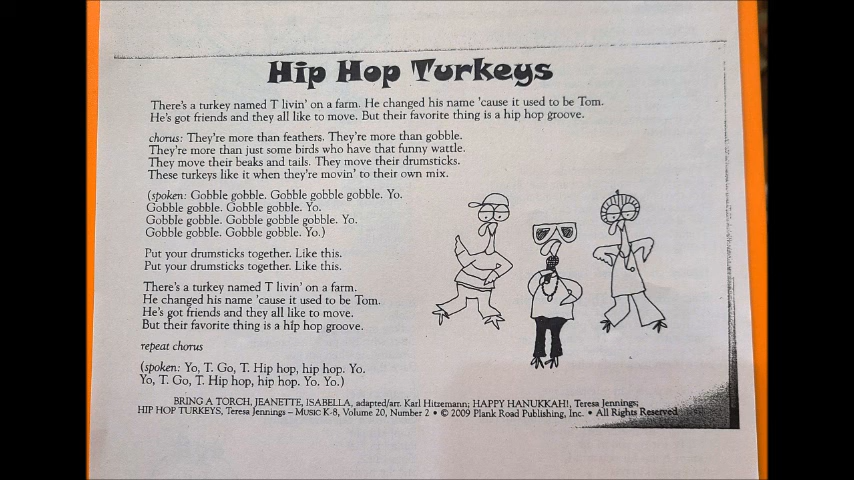 Hip Hop Turkeys
There's a turkey named T livin' on a farm. He changed his name 'cause it used to be Tom.
He's got friends and they all like to move. But their favorite thing is a hip hop groove.
chorus: They're more than feathers. They're more than gobble.
They're more than just some birds who have that funny wattle.
They move their beaks and tails. They move their drumsticks.
These turkeys like it when they're movin' to their own mix.
(spoken: Gobble gobble. Gobble gobble gobble. Yo.
Gobble gobble. Gobble gobble. Yo.
Gobble gobble. Gobble gobble gobble. Yo.
Gobble gobble. Gobble gobble. Yo.)
Put your drumsticks together. Like this.
Put your drumsticks together. Like this.
There's a turkey named T livin' on a farm.
He changed his name 'cause it used to be Tom.
He's got friends and they all like to move.
But their favorite thing is a hip hop groove.
repeat chorus
(spoken: Yo, T. Go, T. Hip hop, hip hop. Yo.
Yo, T. Go, T. Hip hop, hip hop. Yo. Yo.)
BRING A TORCH, JEANETTE, ISABELLA, adapted/arr. Karl Hitzemann; HAPPY HANUKKAH!, Teresa Jennings;
HIP HOP TURKEYS, Teresa Jennings – MUSIC K-8, Volume 20, Number 2 • © 2009 Plank Road Publishing, Inc. • All Rights Reserved